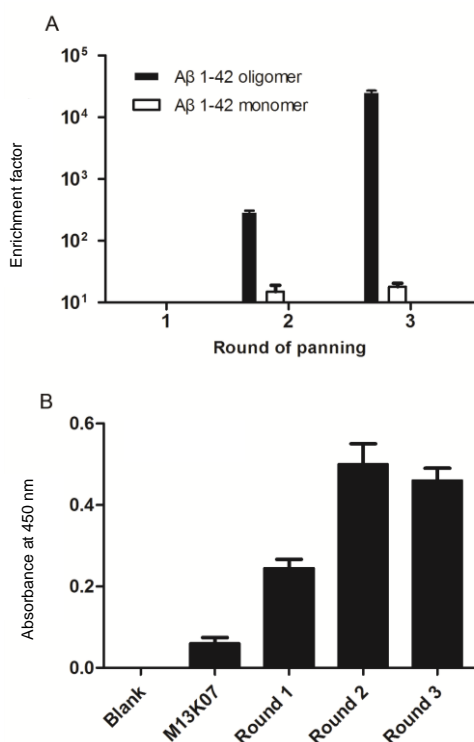 A
Enrichment factor
10⁵
10⁴
10³
10²
10¹
Aβ 1-42 oligomer
Aβ 1-42 monomer
1 2 3
Round of panning
B
Absorbance at 450 nm
0.6
0.4
0.2
0.0
Blank
M13K07
Round 1
Round 2
Round 3